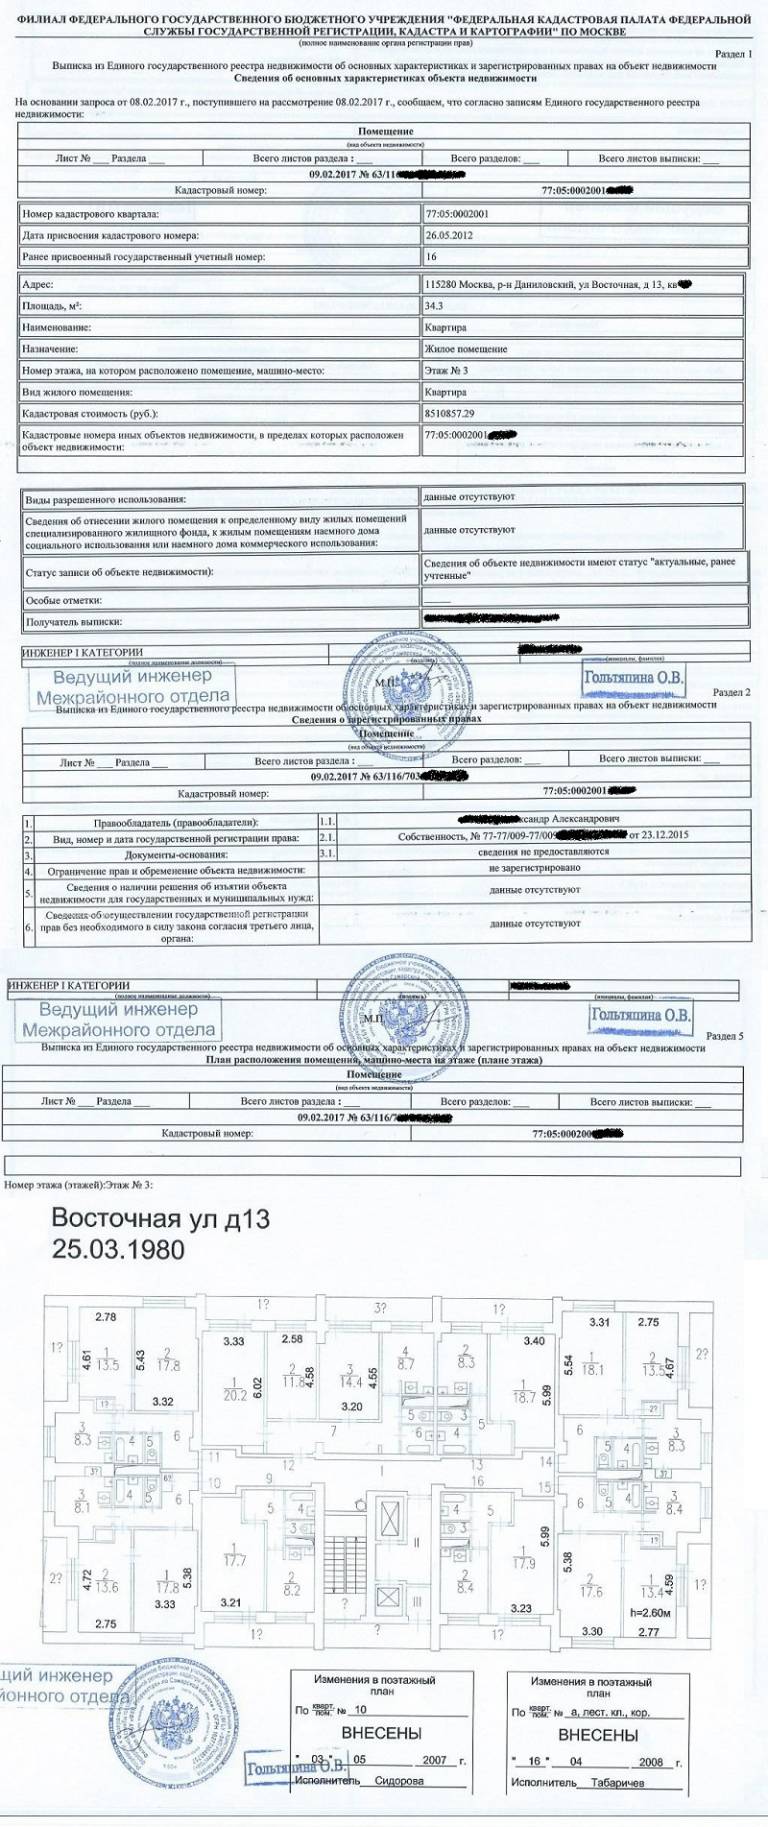 ФИЛИАЛ ФЕДЕРАЛЬНОГО ГОСУДАРСТВЕННОГО БЮДЖЕТНОГО УЧРЕЖДЕНИЯ "ФЕДЕРАЛЬНАЯ КАДАСТРОВАЯ ПАЛАТА ФЕДЕРАЛЬНОЙ
СЛУЖБЫ ГОСУДАРСТВЕННОЙ РЕГИСТРАЦИИ, КАДАСТРА И КАРТОГРАФИИ" ПО МОСКВЕ
(полное наименование органа регистрации прав)
Раздел 1
Выписка из Единого государственного реестра недвижимости об основных характеристиках и зарегистрированных правах на объект недвижимости
Сведения об основных характеристиках объекта недвижимости
На основании запроса от 08.02.2017 г., поступившего на рассмотрение 08.02.2017 г., сообщаем, что согласно записям Единого государственного реестра
недвижимости:
Помещение
(вид объекта недвижимости)
Лист № ___ Раздела ___ Всего листов раздела : ___ Всего разделов: ___ Всего листов выписки: ___
09.02.2017 № 63/11
Кадастровый номер: 77:05:0002001
Номер кадастрового квартала: 77:05:0002001
Дата присвоения кадастрового номера: 26.05.2012
Ранее присвоенный государственный учетный номер: 16
Адрес: 115280 Москва, р-н Даниловский, ул Восточная, д 13, кв
Площадь, м²: 34.3
Наименование: Квартира
Назначение: Жилое помещение
Номер этажа, на котором расположено помещение, машино-место: Этаж № 3
Вид жилого помещения: Квартира
Кадастровая стоимость (руб.): 8510857.29
Кадастровые номера иных объектов недвижимости, в пределах которых расположен 77:05:0002001
объект недвижимости:
Виды разрешенного использования: данные отсутствуют
Сведения об отнесении жилого помещения к определенному виду жилых помещений
специализированного жилищного фонда, к жилым помещениям наемного дома данные отсутствуют
социального использования или наемного дома коммерческого использования:
Статус записи об объекте недвижимости): Сведения об объекте недвижимости имеют статус "актуальные, ранее
учтенные"
Особые отметки: ____
Получатель выписки:
ИНЖЕНЕР I КАТЕГОРИИ
(полное наименование должности) (подпись) (инициалы, фамилия)
Ведущий инженер
Межрайонного отдела
М.П.
Гольтяпина О.В.
Раздел 2
Выписка из Единого государственного реестра недвижимости об основных характеристиках и зарегистрированных правах на объект недвижимости
Сведения о зарегистрированных правах
Помещение
(вид объекта недвижимости)
Лист № ___ Раздела ___ Всего листов раздела : ___ Всего разделов: ___ Всего листов выписки: ___
09.02.2017 № 63/116/703
Кадастровый номер: 77:05:0002001
1. Правообладатель (правообладатели): 1.1. ксандр Александрович
2. Вид, номер и дата государственной регистрации права: 2.1. Собственность, № 77-77/009-77/009 от 23.12.2015
3. Документы-основания: 3.1. сведения не предоставляются
4. Ограничение прав и обременение объекта недвижимости: не зарегистрировано
5. Сведения о наличии решения об изъятии объекта
недвижимости для государственных и муниципальных нужд: данные отсутствуют
6. Сведения об осуществлении государственной регистрации
прав без необходимого в силу закона согласия третьего лица, данные отсутствуют
органа:
ИНЖЕНЕР I КАТЕГОРИИ
(полное наименование должности) (подпись) (инициалы, фамилия)
Ведущий инженер
Межрайонного отдела
М.П.
Гольтяпина О.В.
Раздел 5
Выписка из Единого государственного реестра недвижимости об основных характеристиках и зарегистрированных правах на объект недвижимости
План расположения помещения, машино-места на этаже (плане этажа)
Помещение
(вид объекта недвижимости)
Лист № ___ Раздела ___ Всего листов раздела : ___ Всего разделов: ___ Всего листов выписки: ___
09.02.2017 № 63/116/7
Кадастровый номер: 77:05:000200
Номер этажа (этажей):Этаж № 3:
Восточная ул д13
25.03.1980
1? 3? 1?
2.78 3.33 2.58 3.40 3.31 2.75
1? 4.61 1 13.5 5.43 2 17.8 1 20.2 6.02 2 11.8 4.58 3 14.4 4.55 4 8.7 2 8.3 1 18.7 5.99 5.54 1 18.1 2 13.5 4.67 2?
3.32 3.20
1? 5 3 5 2?
3 8.3 4 5 6 7 6 4 6 5 4 3 8.3
3? 6? 11 12 I 13 14 3?
3 8.1 4 5 6 10 9 16 15 6 5 4 3 8.4
5 4 3 4 5
2? 4.72 2 13.6 1 17.8 5.38 1 17.7 2 8.2 II 3 2 8.4 1 17.9 5.99 5.38 2 17.6 1 13.4 4.59 1?
2.75 3.33 3.21 ? III 3.23 3.30 h=2.60м 2.77
1? ? 1?
щий инженер
йонного отдела
Гольтяпина О.В.
Изменения в поэтажный
план
По кварт. пом. № 10
ВНЕСЕНЫ
" 03 " 05 2007 г.
Исполнитель Сидорова
Изменения в поэтажный
план
По кварт. пом. № а, лест. кл., кор.
ВНЕСЕНЫ
" 16 " 04 2008 г.
Исполнитель Табаричев